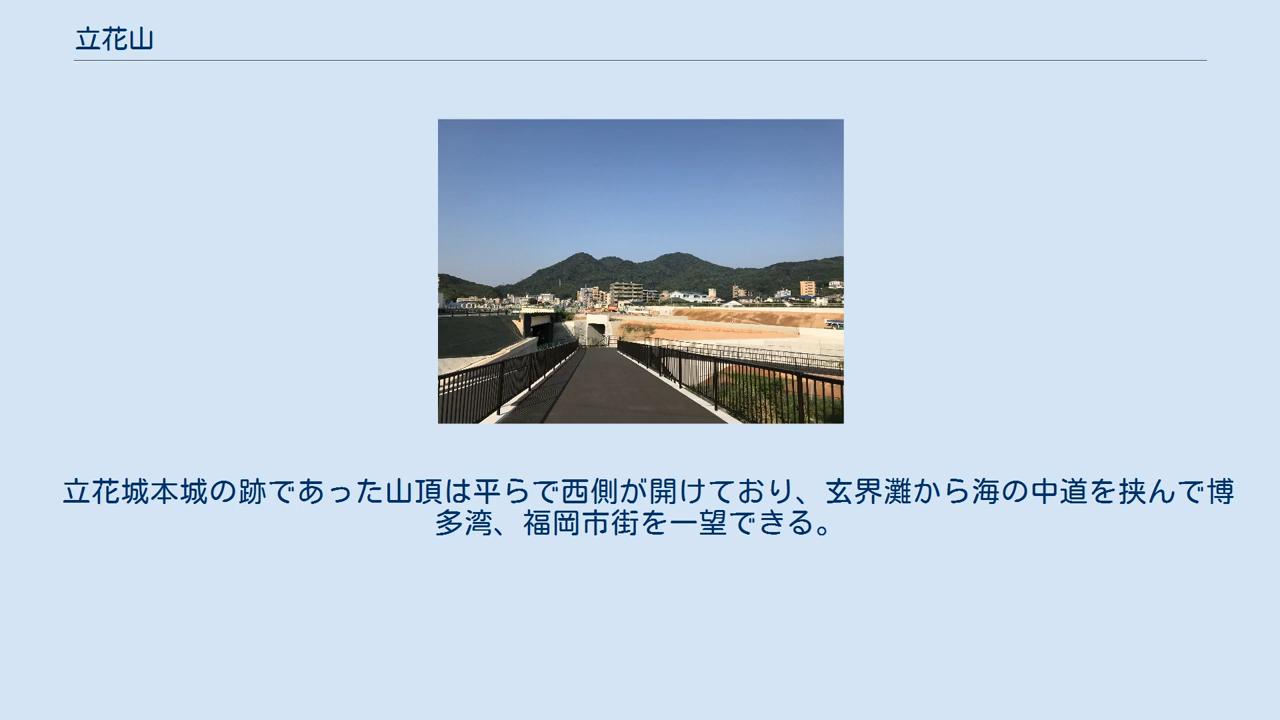 立花山
立花城本城の跡であった山頂は平らで西側が開けており、玄界灘から海の中道を挟んで博
多湾、福岡市街を一望できる。